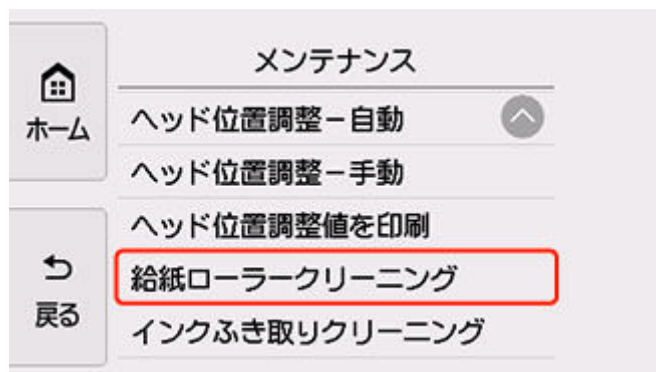 メンテナンス
ホーム
ヘッド位置調整－自動
ヘッド位置調整－手動
ヘッド位置調整値を印刷
給紙ローラークリーニング
戻る
インクふき取りクリーニング